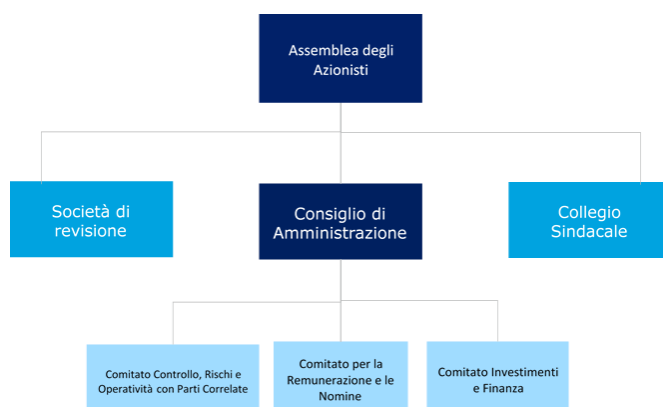 Assemblea degli
Azionisti
Società di
revisione
Consiglio di
Amministrazione
Collegio
Sindacale
Comitato Controllo, Rischi e
Operatività con Parti Correlate
Comitato per la
Remunerazione e le
Nomine
Comitato Investimenti
e Finanza